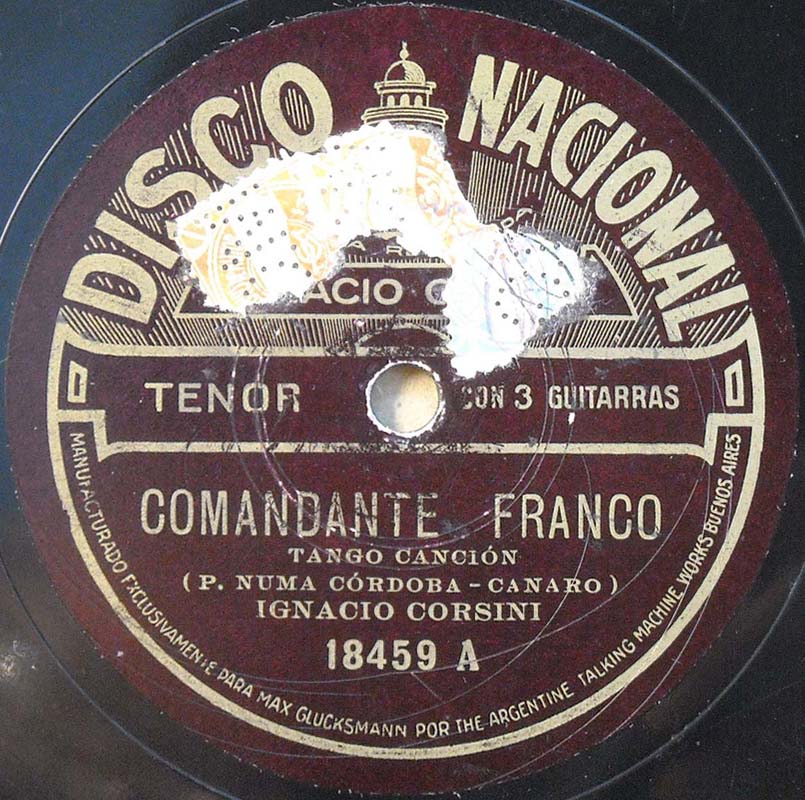 DISCO NACIONAL
ACIO C
TENOR CON 3 GUITARRAS
COMANDANTE FRANCO
TANGO CANCIÓN
(P. NUMA CÓRDOBA - CANARO)
IGNACIO CORSINI
18459 A
MANUFACTURADO EXCLUSIVAMENTE PARA MAX GLUCKSMANN POR THE ARGENTINE TALKING MACHINE WORKS BUENOS AIRES